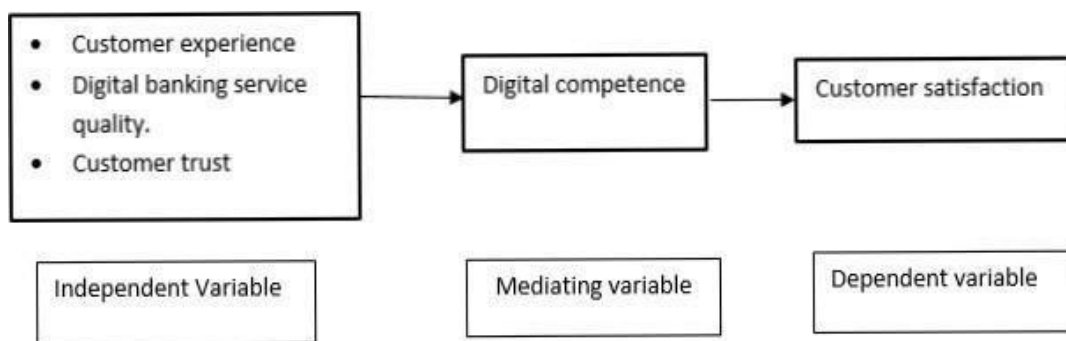 • Customer experience
• Digital banking service
quality.
• Customer trust
Digital competence
Customer satisfaction
Independent Variable
Mediating variable
Dependent variable